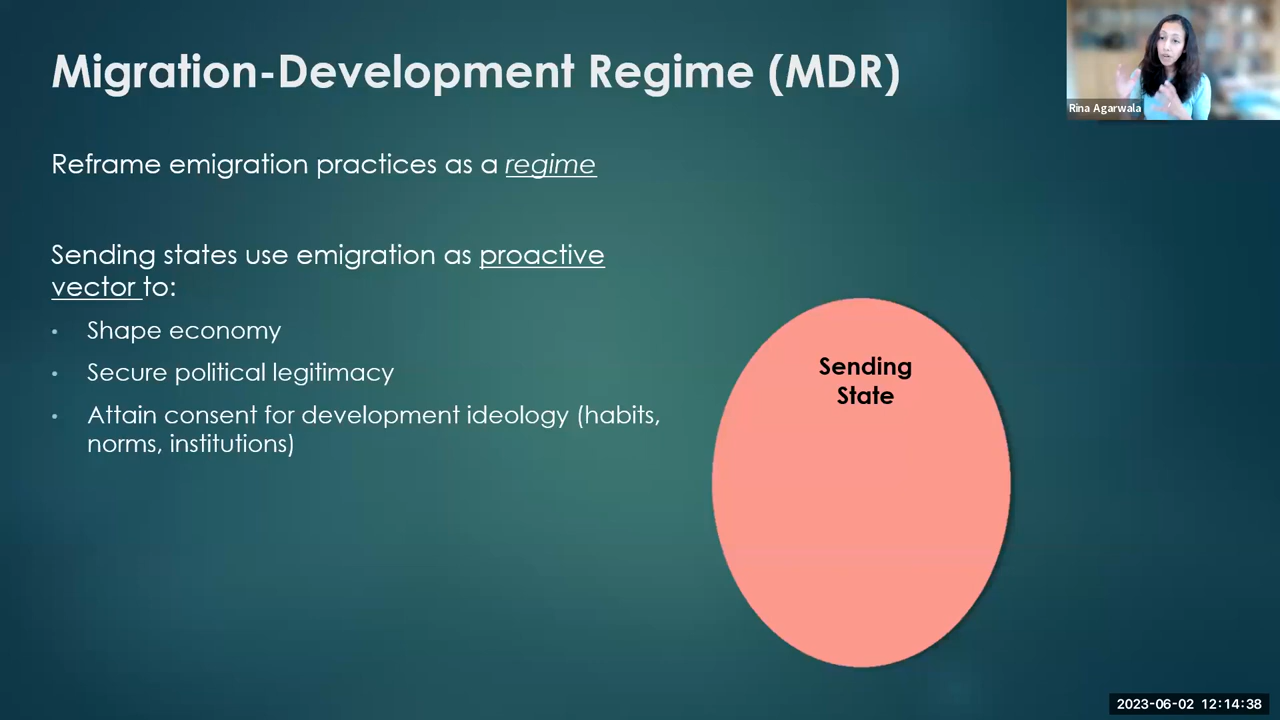 Migration-Development Regime (MDR)
Rina Agarwala
Reframe emigration practices as a regime
Sending states use emigration as proactive
vector to:
• Shape economy
• Secure political legitimacy
• Attain consent for development ideology (habits,
norms, institutions)
Sending
State
2023-06-02 12:14:38